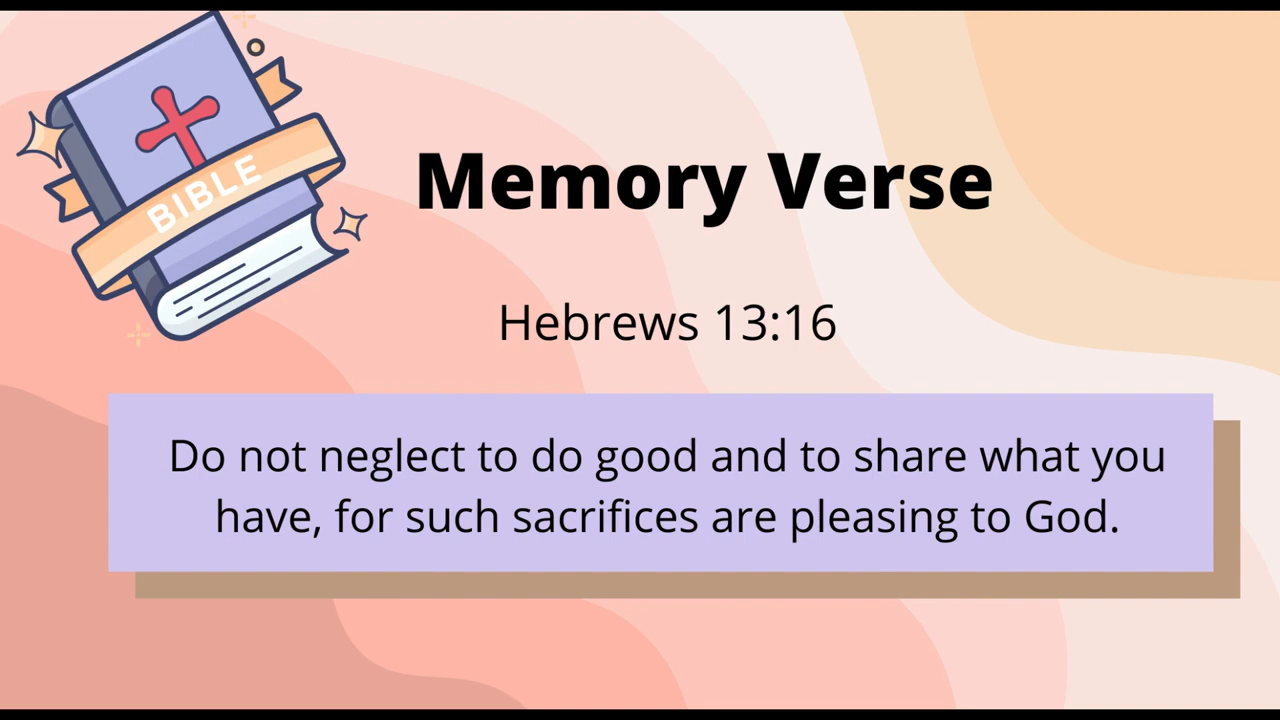 BIBLE
Memory Verse
Hebrews 13:16
Do not neglect to do good and to share what you
have, for such sacrifices are pleasing to God.